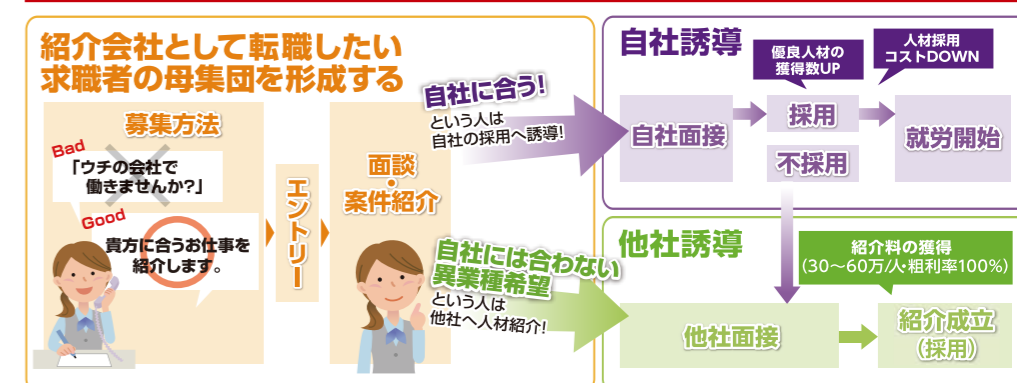 紹介会社として転職したい
求職者の母集団を形成する
募集方法
Bad
「ウチの会社で
働きませんか?」
Good
貴方に合うお仕事を
紹介します。
エントリー
面談
・
案件紹介
自社に合う!
という人は
自社の採用へ誘導!
自社には合わない
異業種希望
という人は
他社へ人材紹介!
自社誘導
優良人材の
獲得数UP
人材採用
コストDOWN
自社面接
採用
不採用
就労開始
他社誘導
紹介料の獲得
(30〜60万/人・粗利率100%)
他社面接
紹介成立
(採用)